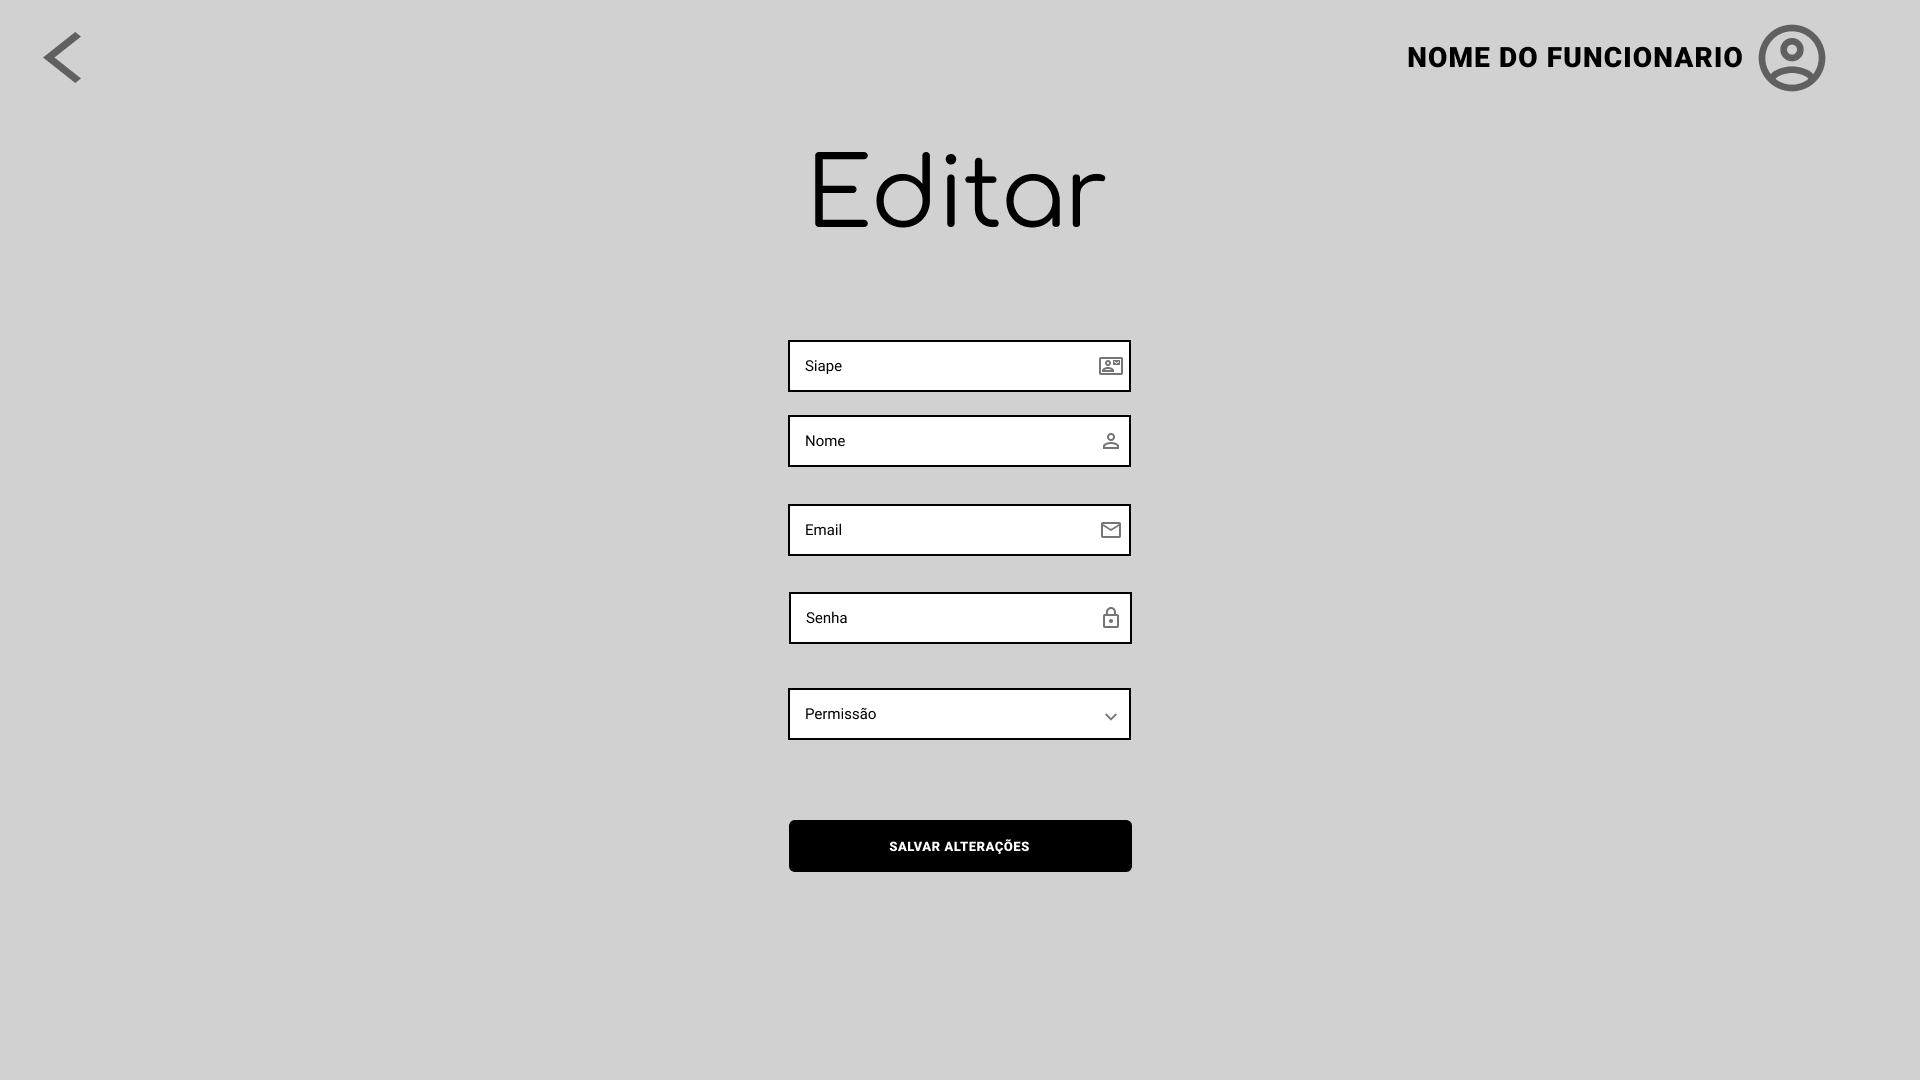 NOME DO FUNCIONARIO
Editar
Siape
Nome
Email
Senha
Permissão
SALVAR ALTERAÇÕES